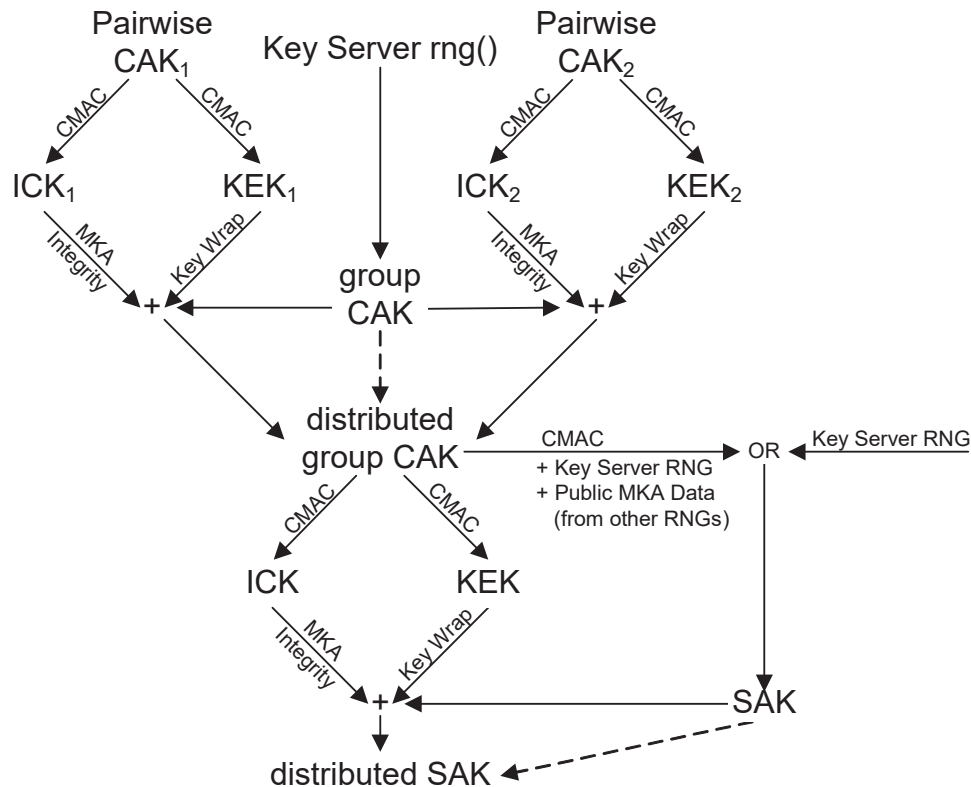 Pairwise
CAK₁
Key Server rng()
Pairwise
CAK₂
CMAC
CMAC
CMAC
CMAC
ICK₁
KEK₁
ICK₂
KEK₂
MKA
Integrity
Key Wrap
MKA
Integrity
Key Wrap
group
CAK
+
+
distributed
group CAK
CMAC
+ Key Server RNG
+ Public MKA Data
(from other RNGs)
OR
Key Server RNG
CMAC
CMAC
ICK
KEK
MKA
Integrity
Key Wrap
+
SAK
distributed SAK